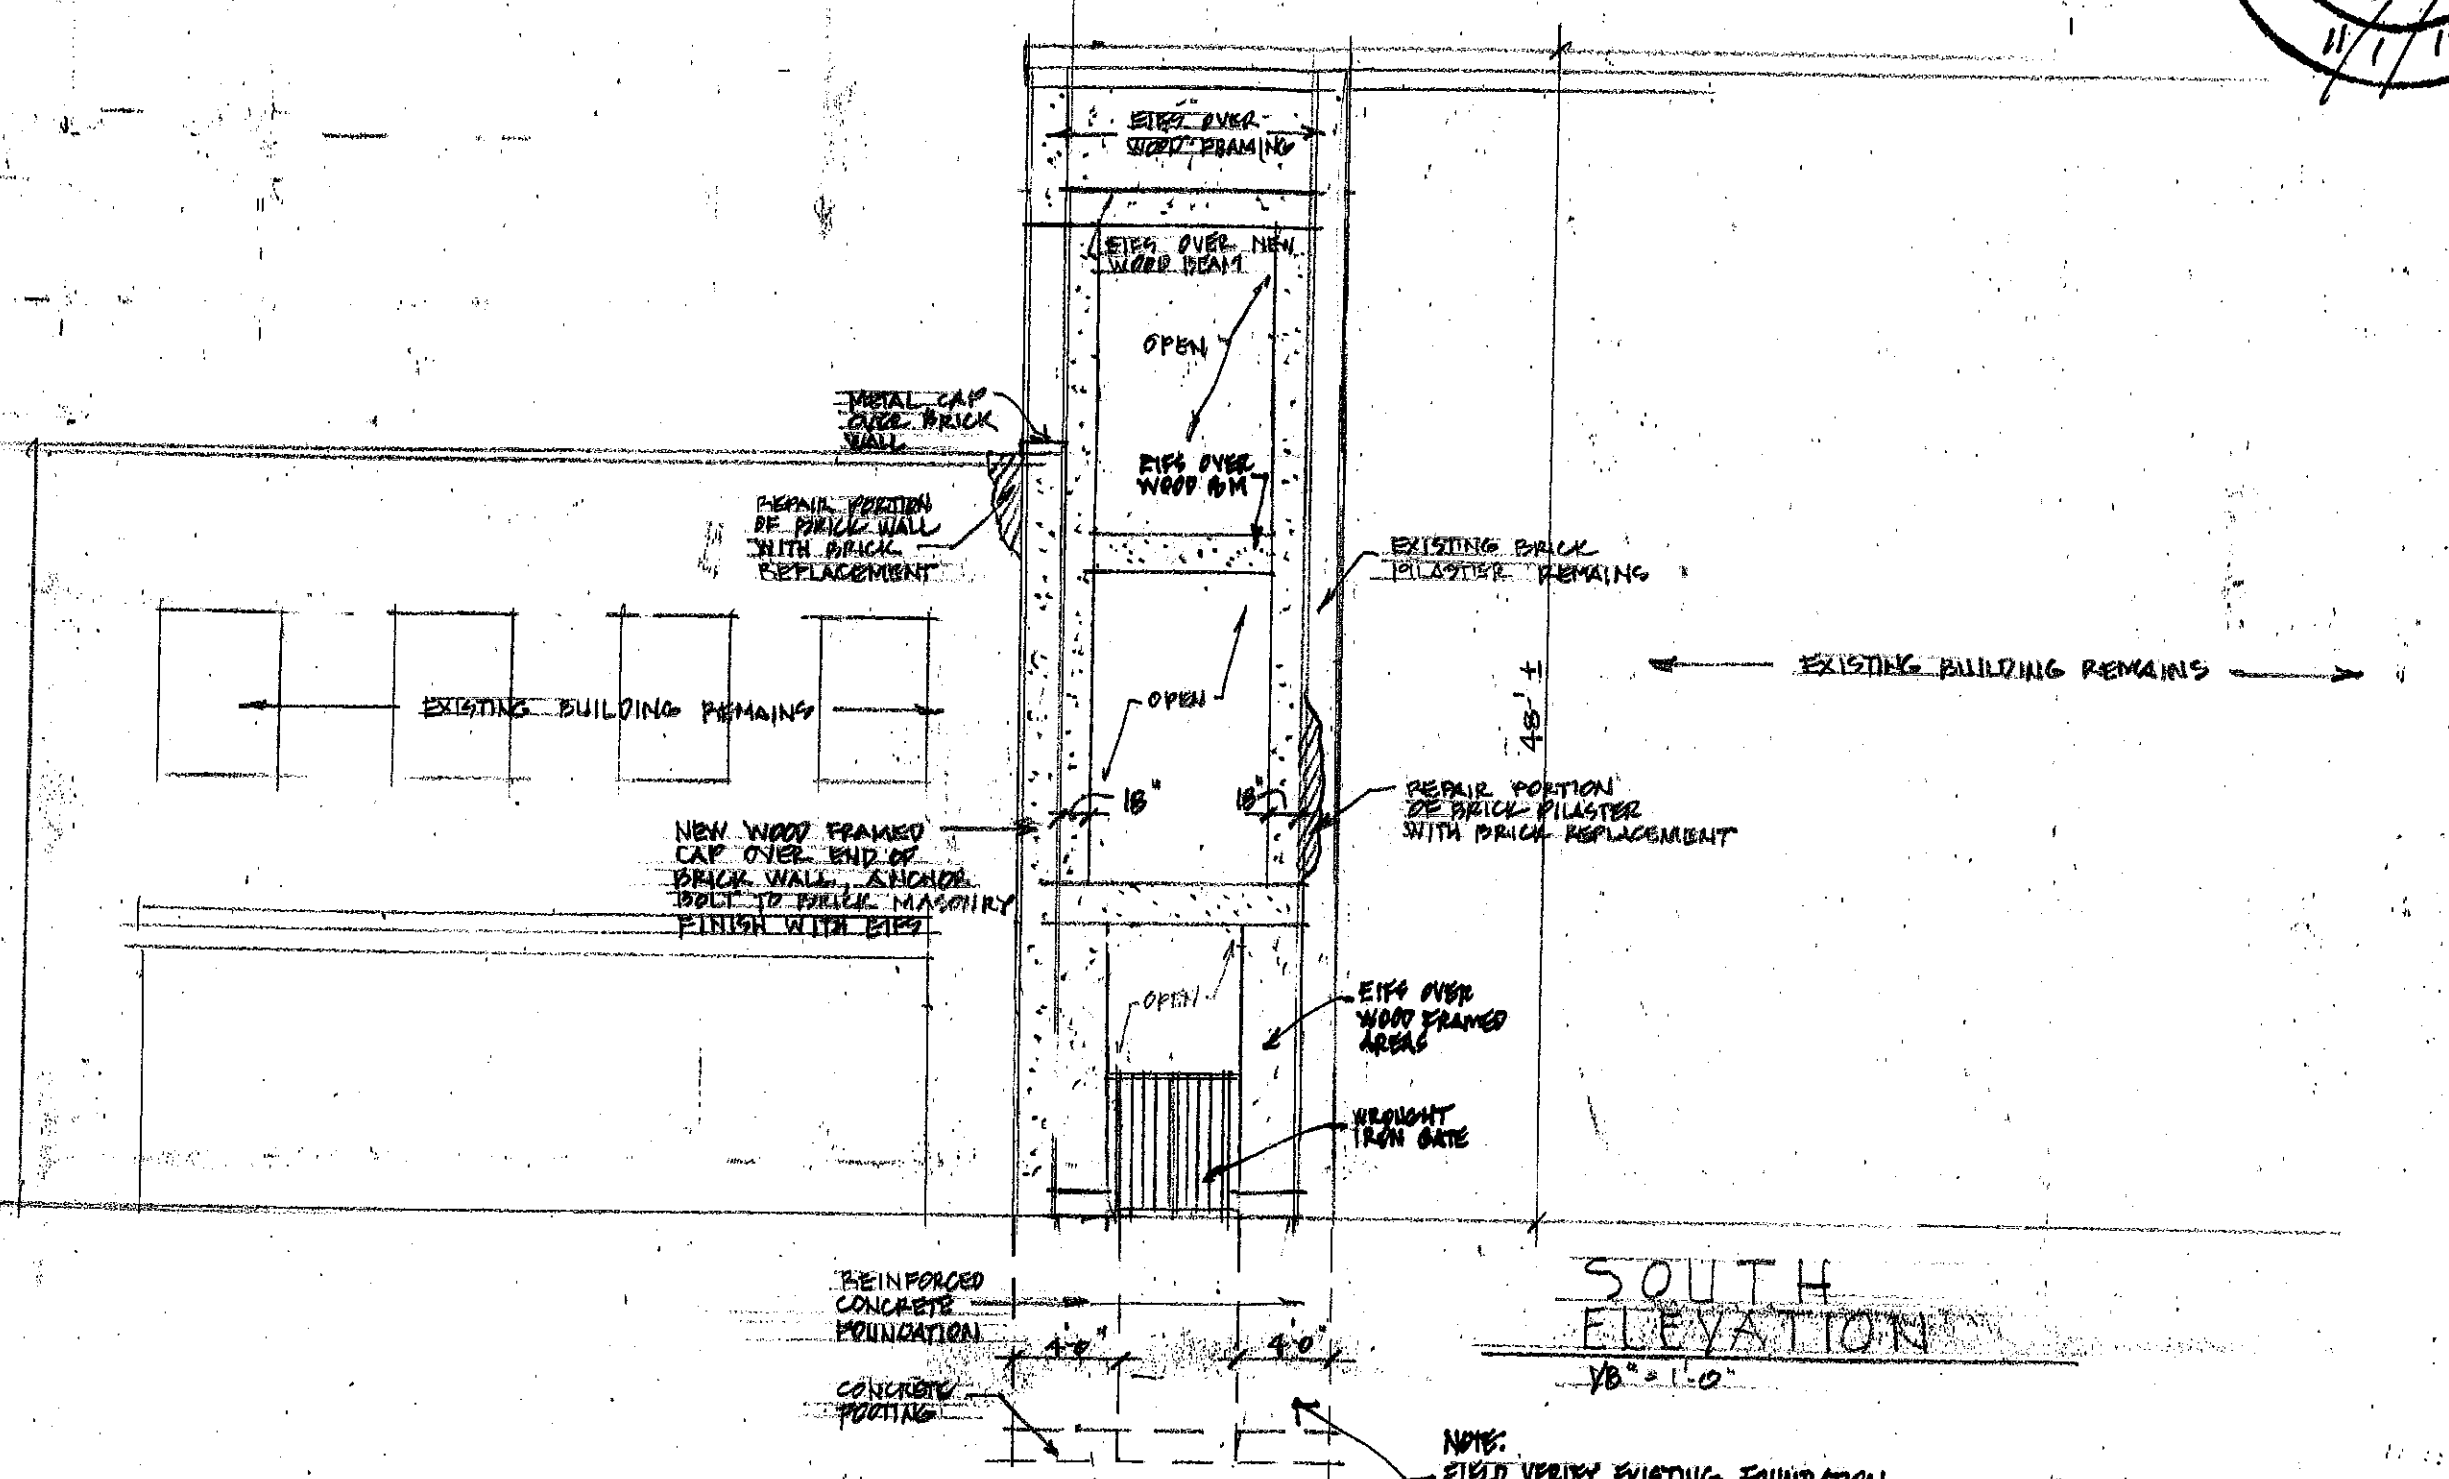 EIFS OVER
WOOD FRAMING
EIFS OVER NEW
WOOD BEAM
OPEN
METAL CAP
OVER BRICK
WALL
EIFS OVER
WOOD BM
REPAIR PORTION
OF BRICK WALL
WITH BRICK
REPLACEMENT
EXISTING BRICK
PILASTER REMAINS
EXISTING BUILDING REMAINS
EXISTING BUILDING REMAINS
OPEN
48' ±
18"
18"
REPAIR PORTION
OF BRICK PILASTER
WITH BRICK REPLACEMENT
NEW WOOD FRAMED
CAP OVER END OF
BRICK WALL, ANCHOR
BOLT TO BRICK MASONRY
FINISH WITH EIFS
OPEN
EIFS OVER
WOOD FRAMED
AREAS
WROUGHT
IRON GATE
REINFORCED
CONCRETE
FOUNDATION
4'0"
4'0"
CONCRETE
FOOTING
SOUTH
ELEVATION
1/8" = 1'-0"
NOTE:
FIELD VERIFY EXISTING FOUNDATION